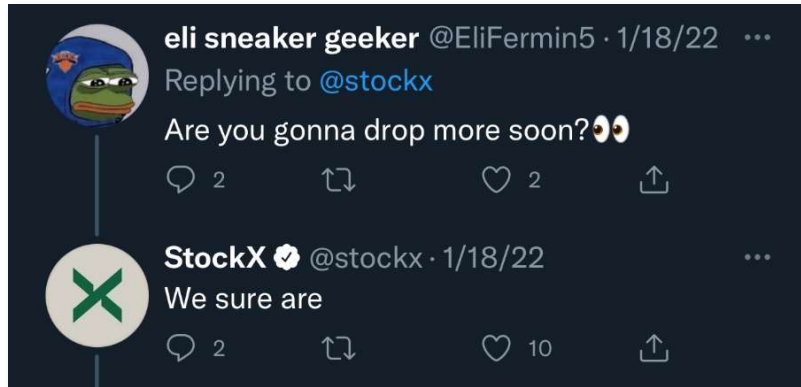 eli sneaker geeker @EliFermin5 · 1/18/22
Replying to @stockx
Are you gonna drop more soon?👀
2 2
StockX @stockx · 1/18/22
We sure are
2 10